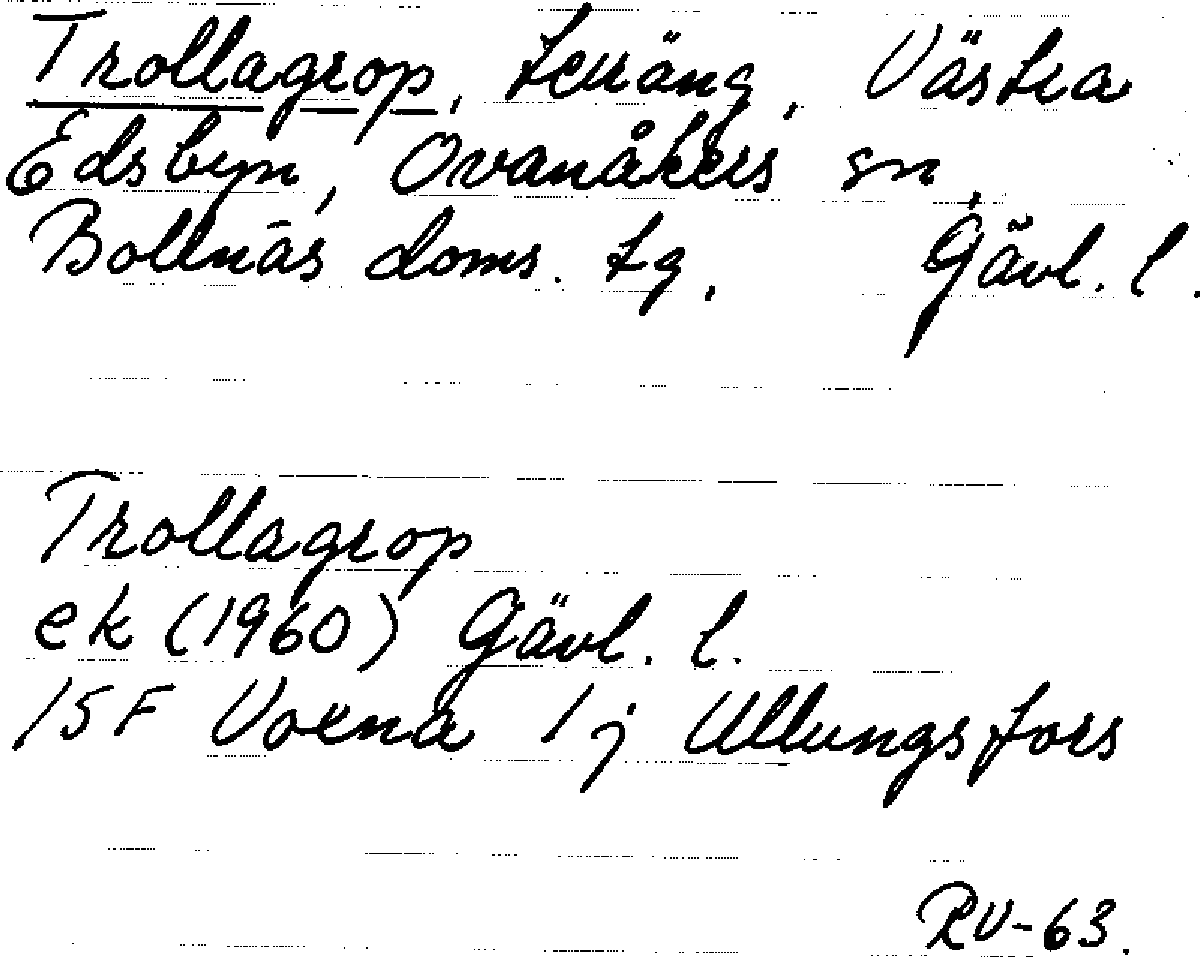 Trollagrop, terräng, Västra
Edsbyn, Ovanåkers sn,
Bollnäs doms. tg, Gävl. l.
Trollagrop
ek (1960) Gävl. l.
15F Voxna 1j Ullungsfors
RV-63.